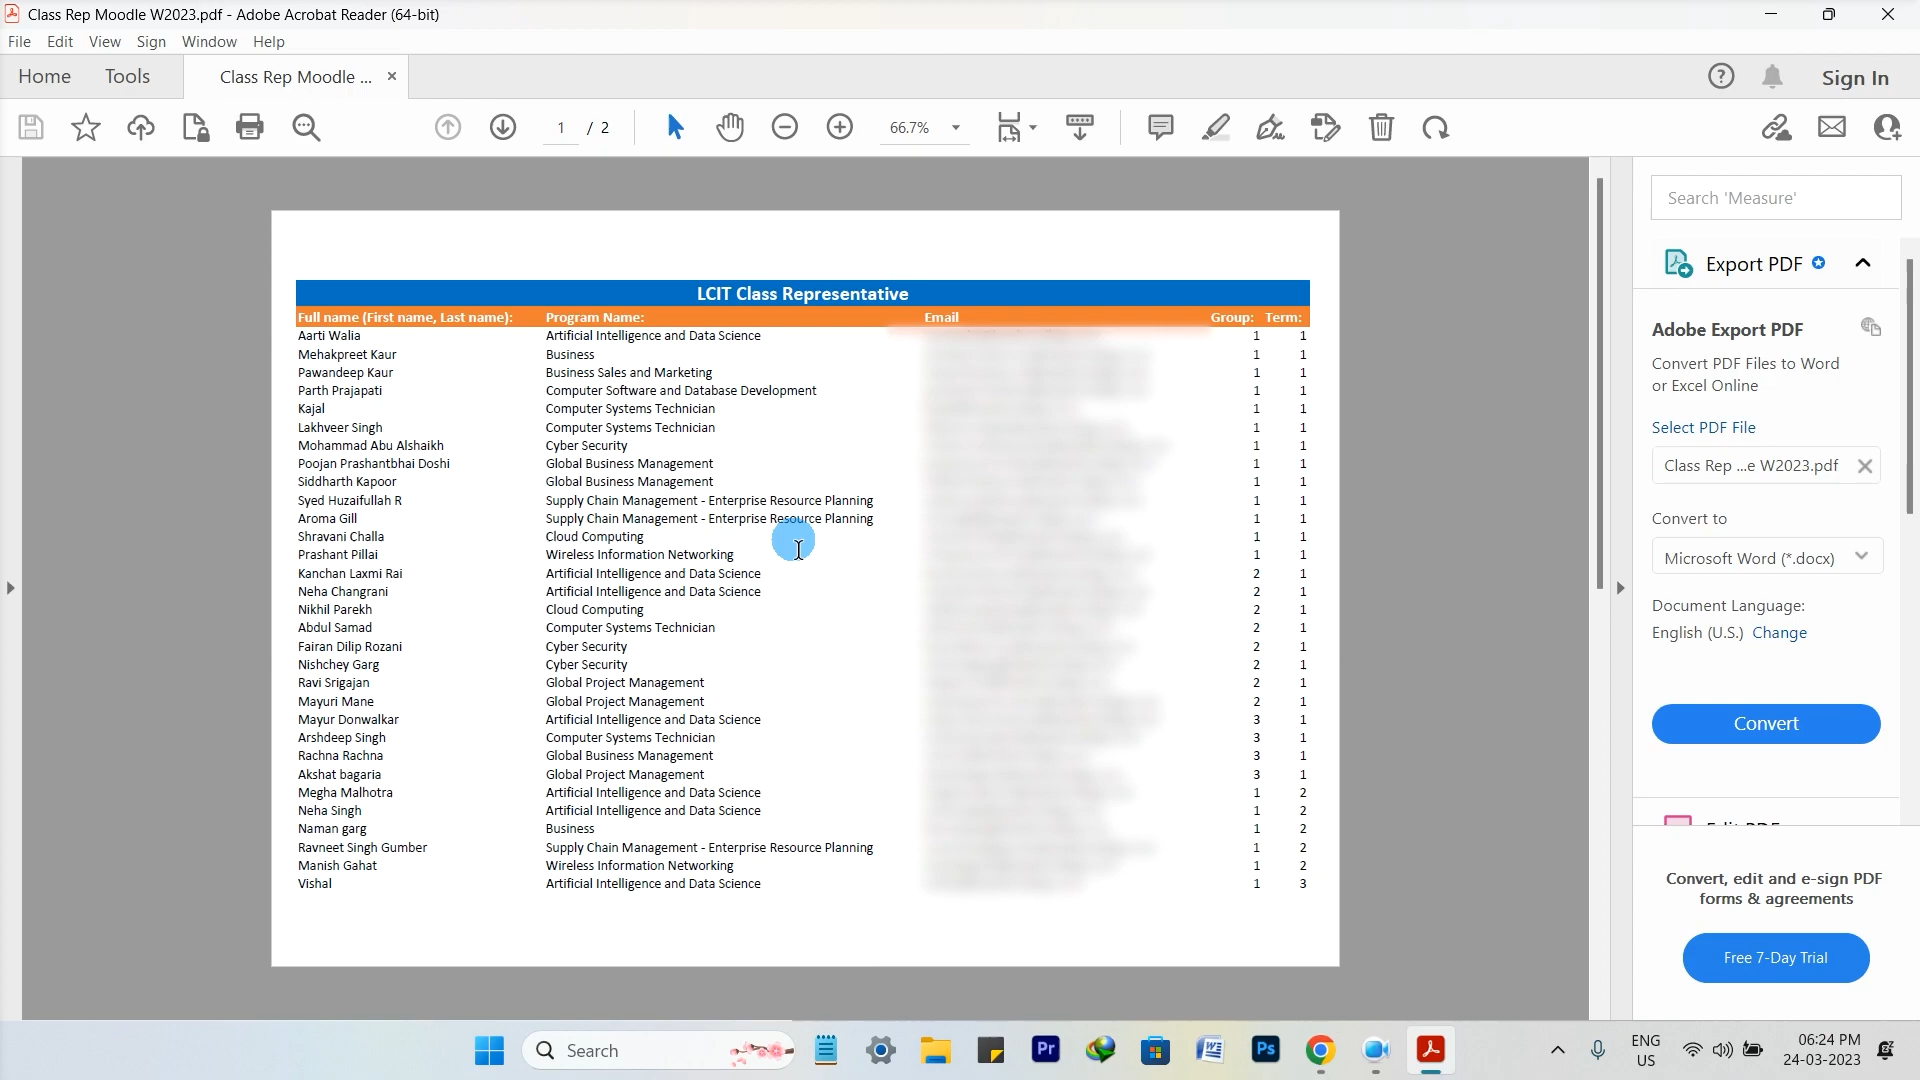 Class Rep Moodle W2023.pdf - Adobe Acrobat Reader (64-bit)
File Edit View Sign Window Help
Home Tools Class Rep Moodle ... Sign In
1 / 2 66.7%
Search 'Measure'
Export PDF
Adobe Export PDF
Convert PDF Files to Word
or Excel Online
Select PDF File
Class Rep ...e W2023.pdf
Convert to
Microsoft Word (*.docx)
Document Language:
English (U.S.) Change
Convert
Convert, edit and e-sign PDF
forms & agreements
Free 7-Day Trial
LCIT Class Representative
Full name (First name, Last name): Program Name: Email Group: Term:
Aarti Walia Artificial Intelligence and Data Science 1 1
Mehakpreet Kaur Business 1 1
Pawandeep Kaur Business Sales and Marketing 1 1
Parth Prajapati Computer Software and Database Development 1 1
Kajal Computer Systems Technician 1 1
Lakhveer Singh Computer Systems Technician 1 1
Mohammad Abu Alshaikh Cyber Security 1 1
Poojan Prashantbhai Doshi Global Business Management 1 1
Siddharth Kapoor Global Business Management 1 1
Syed Huzaifullah R Supply Chain Management - Enterprise Resource Planning 1 1
Aroma Gill Supply Chain Management - Enterprise Resource Planning 1 1
Shravani Challa Cloud Computing 1 1
Prashant Pillai Wireless Information Networking 1 1
Kanchan Laxmi Rai Artificial Intelligence and Data Science 2 1
Neha Changrani Artificial Intelligence and Data Science 2 1
Nikhil Parekh Cloud Computing 2 1
Abdul Samad Computer Systems Technician 2 1
Fairan Dilip Rozani Cyber Security 2 1
Nishchey Garg Cyber Security 2 1
Ravi Srigajan Global Project Management 2 1
Mayuri Mane Global Project Management 2 1
Mayur Donwalkar Artificial Intelligence and Data Science 3 1
Arshdeep Singh Computer Systems Technician 3 1
Rachna Rachna Global Business Management 3 1
Akshat bagaria Global Project Management 3 1
Megha Malhotra Artificial Intelligence and Data Science 1 2
Neha Singh Artificial Intelligence and Data Science 1 2
Naman garg Business 1 2
Ravneet Singh Gumber Supply Chain Management - Enterprise Resource Planning 1 2
Manish Gahat Wireless Information Networking 1 2
Vishal Artificial Intelligence and Data Science 1 3
Search
Pr
Ps
ENG
US
06:24 PM
24-03-2023